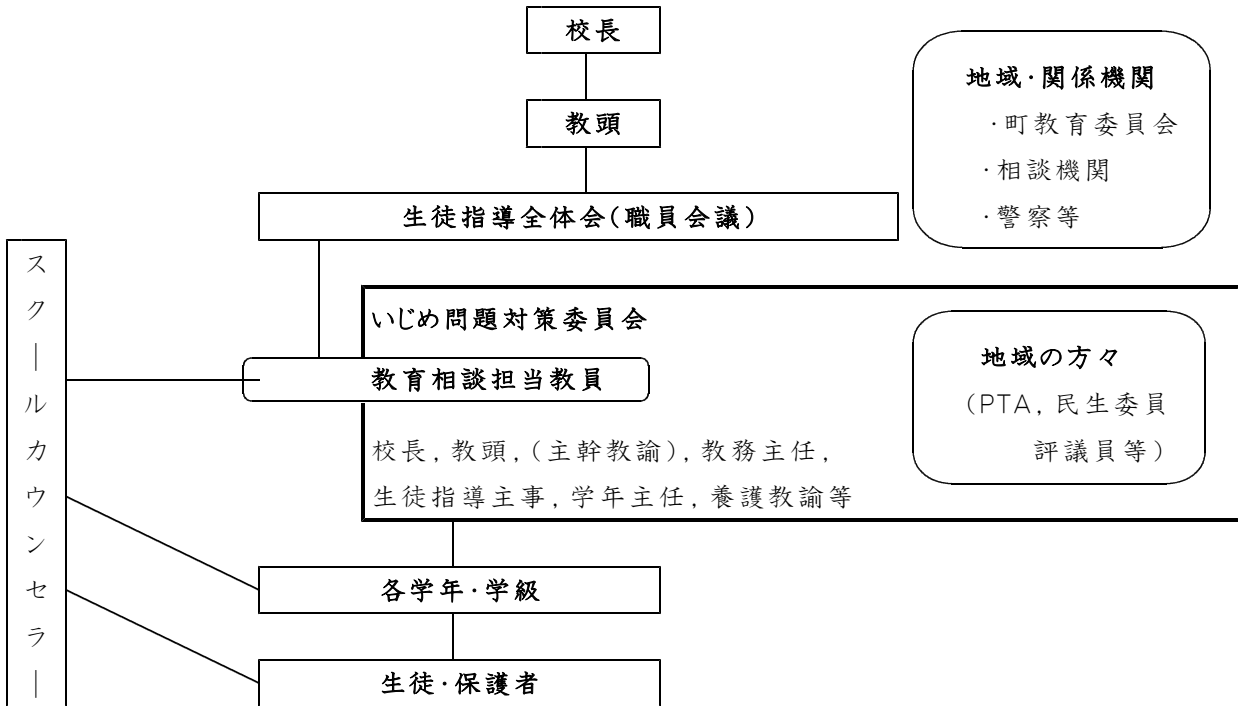 校長
教頭
生徒指導全体会(職員会議)
地域·関係機関
·町教育委員会
·相談機関
·警察等
スクールカウンセラー
いじめ問題対策委員会
教育相談担当教員
校長,教頭,(主幹教諭),教務主任,
生徒指導主事,学年主任,養護教諭等
地域の方々
(PTA,民生委員
評議員等)
各学年·学級
生徒·保護者